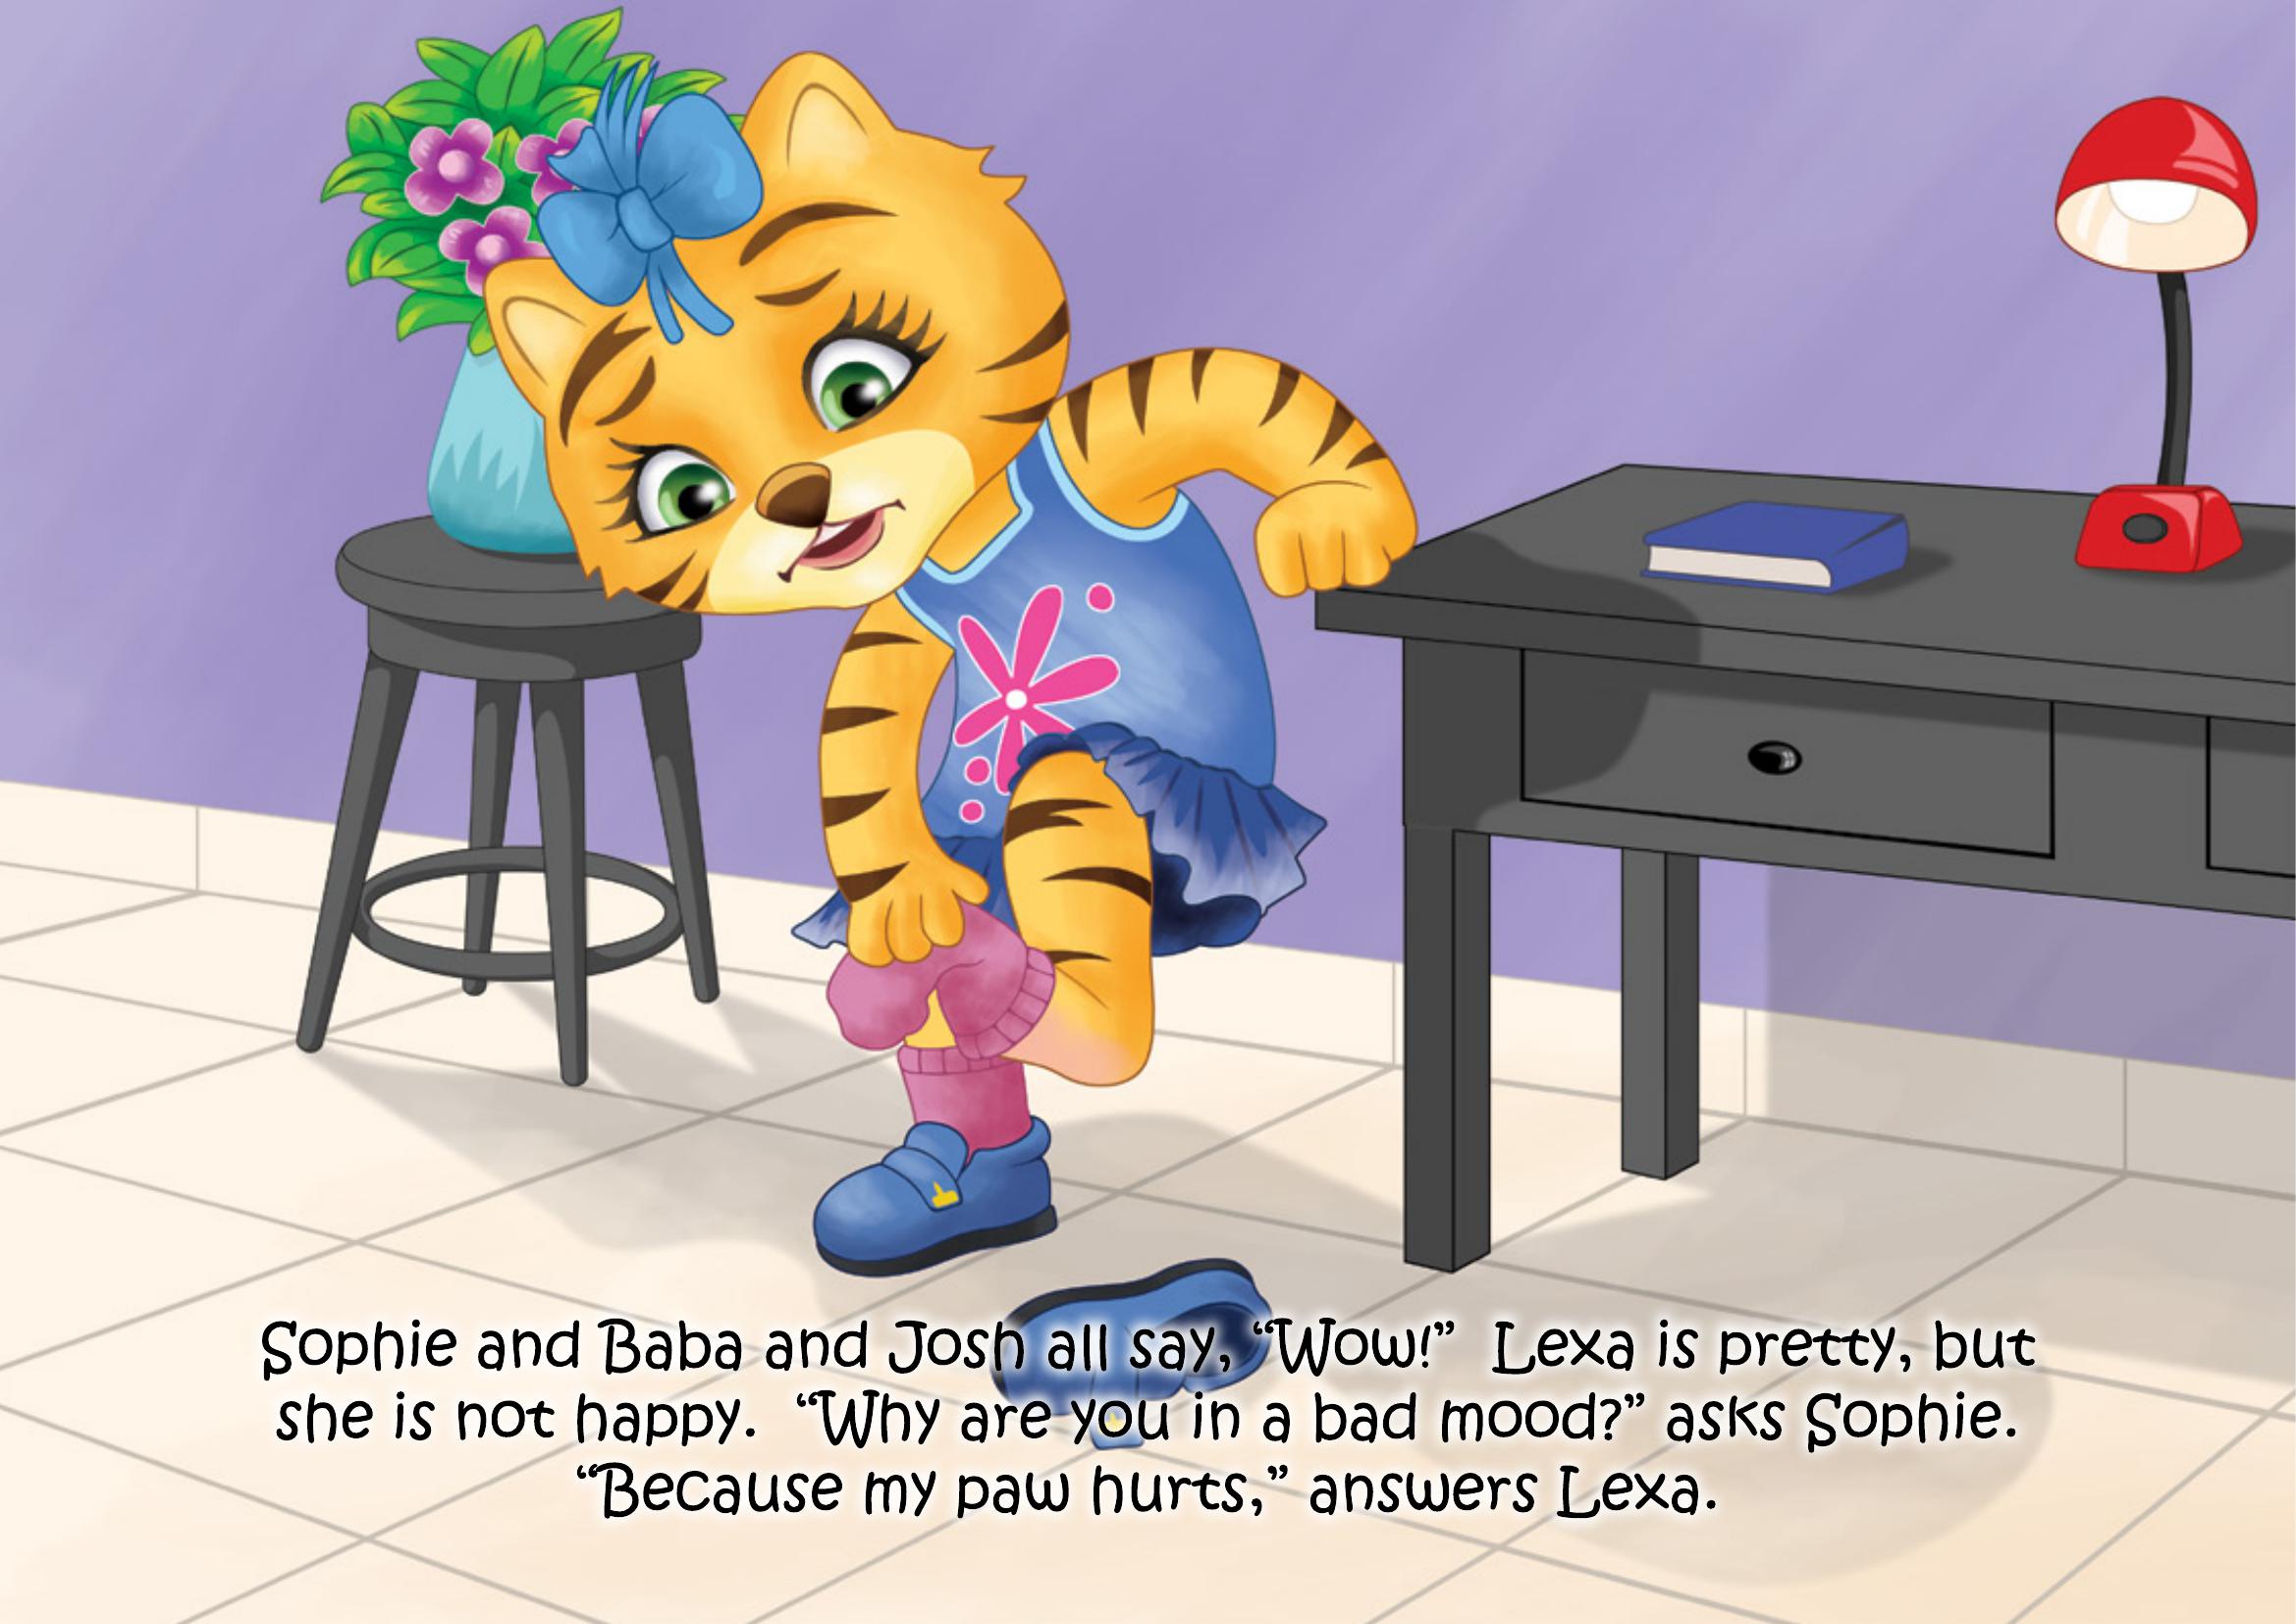 Sophie and Baba and Josh all say, “Wow!”  Lexa is pretty, but
she is not happy.  “Why are you in a bad mood?” asks Sophie.
“Because my paw hurts,” answers Lexa.